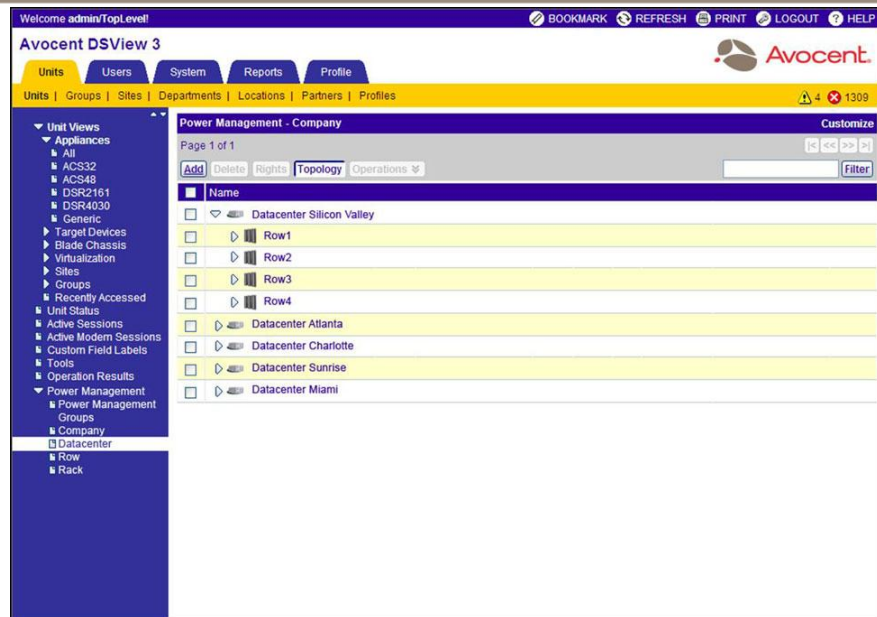 Welcome admin/TopLevel!
BOOKMARK REFRESH PRINT LOGOUT HELP
Avocent DSView 3
Avocent.
Units Users System Reports Profile
Units | Groups | Sites | Departments | Locations | Partners | Profiles
4 1309
Unit Views
Appliances
All
ACS32
ACS48
DSR2161
DSR4030
Generic
Target Devices
Blade Chassis
Virtualization
Sites
Groups
Recently Accessed
Unit Status
Active Sessions
Active Modem Sessions
Custom Field Labels
Tools
Operation Results
Power Management
Power Management
Groups
Company
Datacenter
Row
Rack
Power Management - Company Customize
Page 1 of 1 |< << >> >|
Add Delete Rights Topology Operations Filter
Name
Datacenter Silicon Valley
Row1
Row2
Row3
Row4
Datacenter Atlanta
Datacenter Charlotte
Datacenter Sunrise
Datacenter Miami